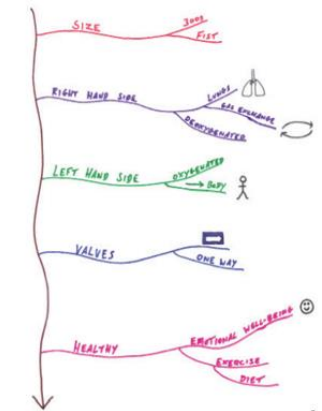 SIZE
300g
FIST
RIGHT HAND SIDE
LUNGS
GAS EXCHANGE
DEOXYGENATED
LEFT HAND SIDE
OXYGENATED
BODY
VALVES
ONE WAY
HEALTHY
EMOTIONAL WELL-BEING
EXERCISE
DIET